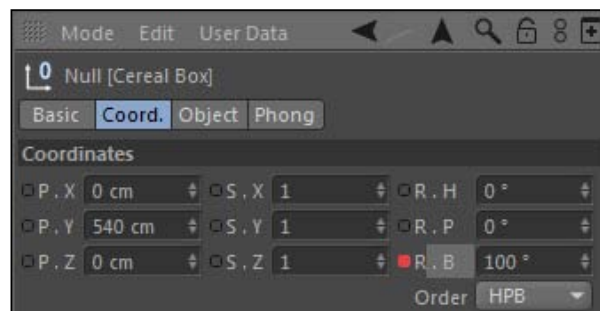 Mode Edit User Data
0 Null [Cereal Box]
Basic Coord. Object Phong
Coordinates
P . X 0 cm S . X 1 R . H 0 °
P . Y 540 cm S . Y 1 R . P 0 °
P . Z 0 cm S . Z 1 R . B 100 °
Order HPB